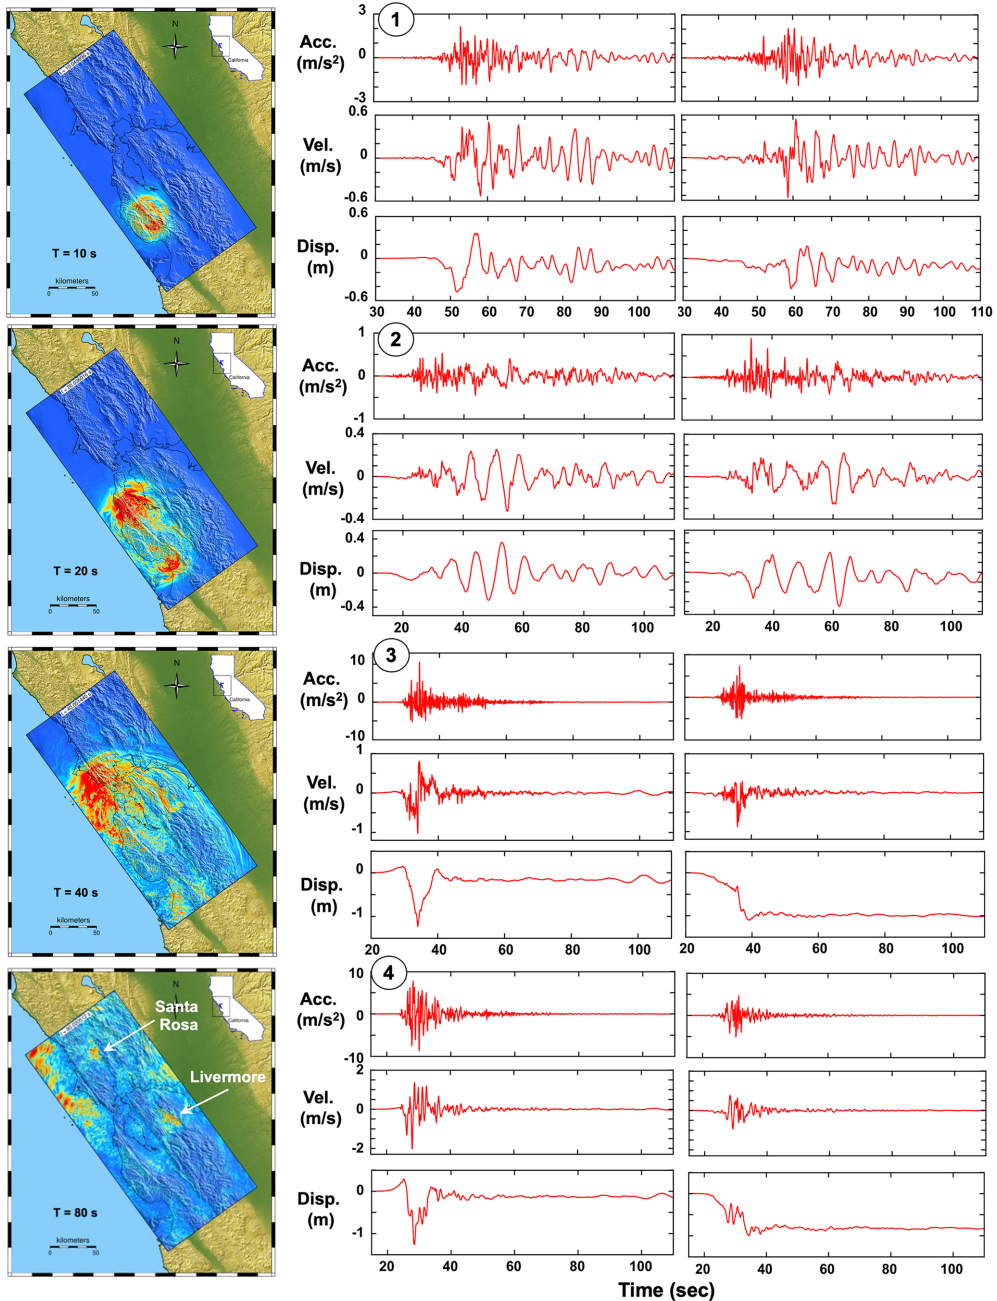 N
California
T = 10 s
kilometers
0 50
N
California
T = 20 s
kilometers
0 50
N
California
T = 40 s
kilometers
0 50
N
California
Santa
Rosa
Livermore
T = 80 s
kilometers
0 50
1
Acc.
(m/s²)
3
0
-3
Vel.
(m/s)
0.6
0
-0.6
Disp.
(m)
0.6
0
-0.6
30 40 50 60 70 80 90 100
30 40 50 60 70 80 90 100 110
2
Acc.
(m/s²)
1
0
-1
Vel.
(m/s)
0.4
0
-0.4
Disp.
(m)
0.4
0
-0.4
20 40 60 80 100
20 40 60 80 100
3
Acc.
(m/s²)
10
0
-10
Vel.
(m/s)
1
0
-1
Disp.
(m)
0
-1
20 40 60 80 100
20 40 60 80 100
4
Acc.
(m/s²)
10
0
-10
Vel.
(m/s)
2
0
-2
Disp.
(m)
0
-1
20 40 60 80 100
20 40 60 80 100
Time (sec)